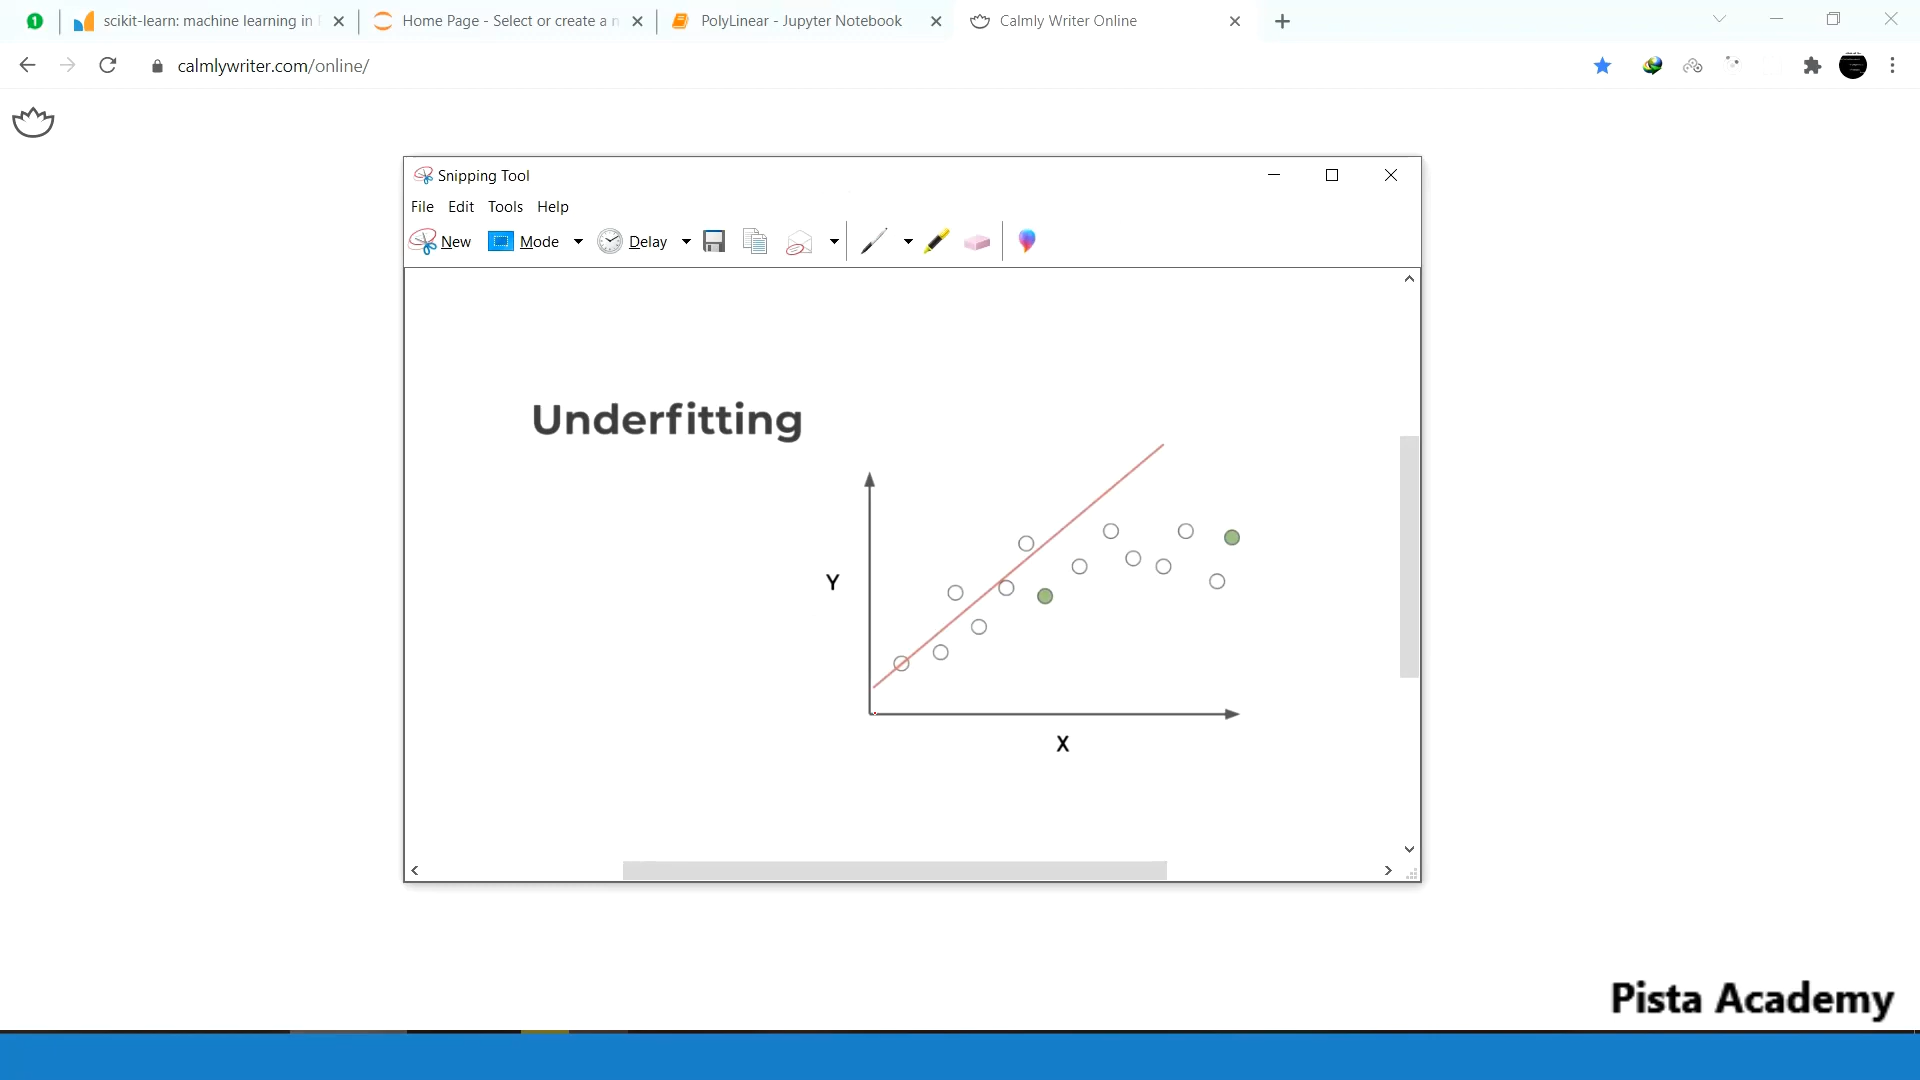 scikit-learn: machine learning in
Home Page - Select or create a n
PolyLinear - Jupyter Notebook
Calmly Writer Online
calmlywriter.com/online/
Snipping Tool
File Edit Tools Help
New Mode Delay
Underfitting
Y
X
Pista Academy